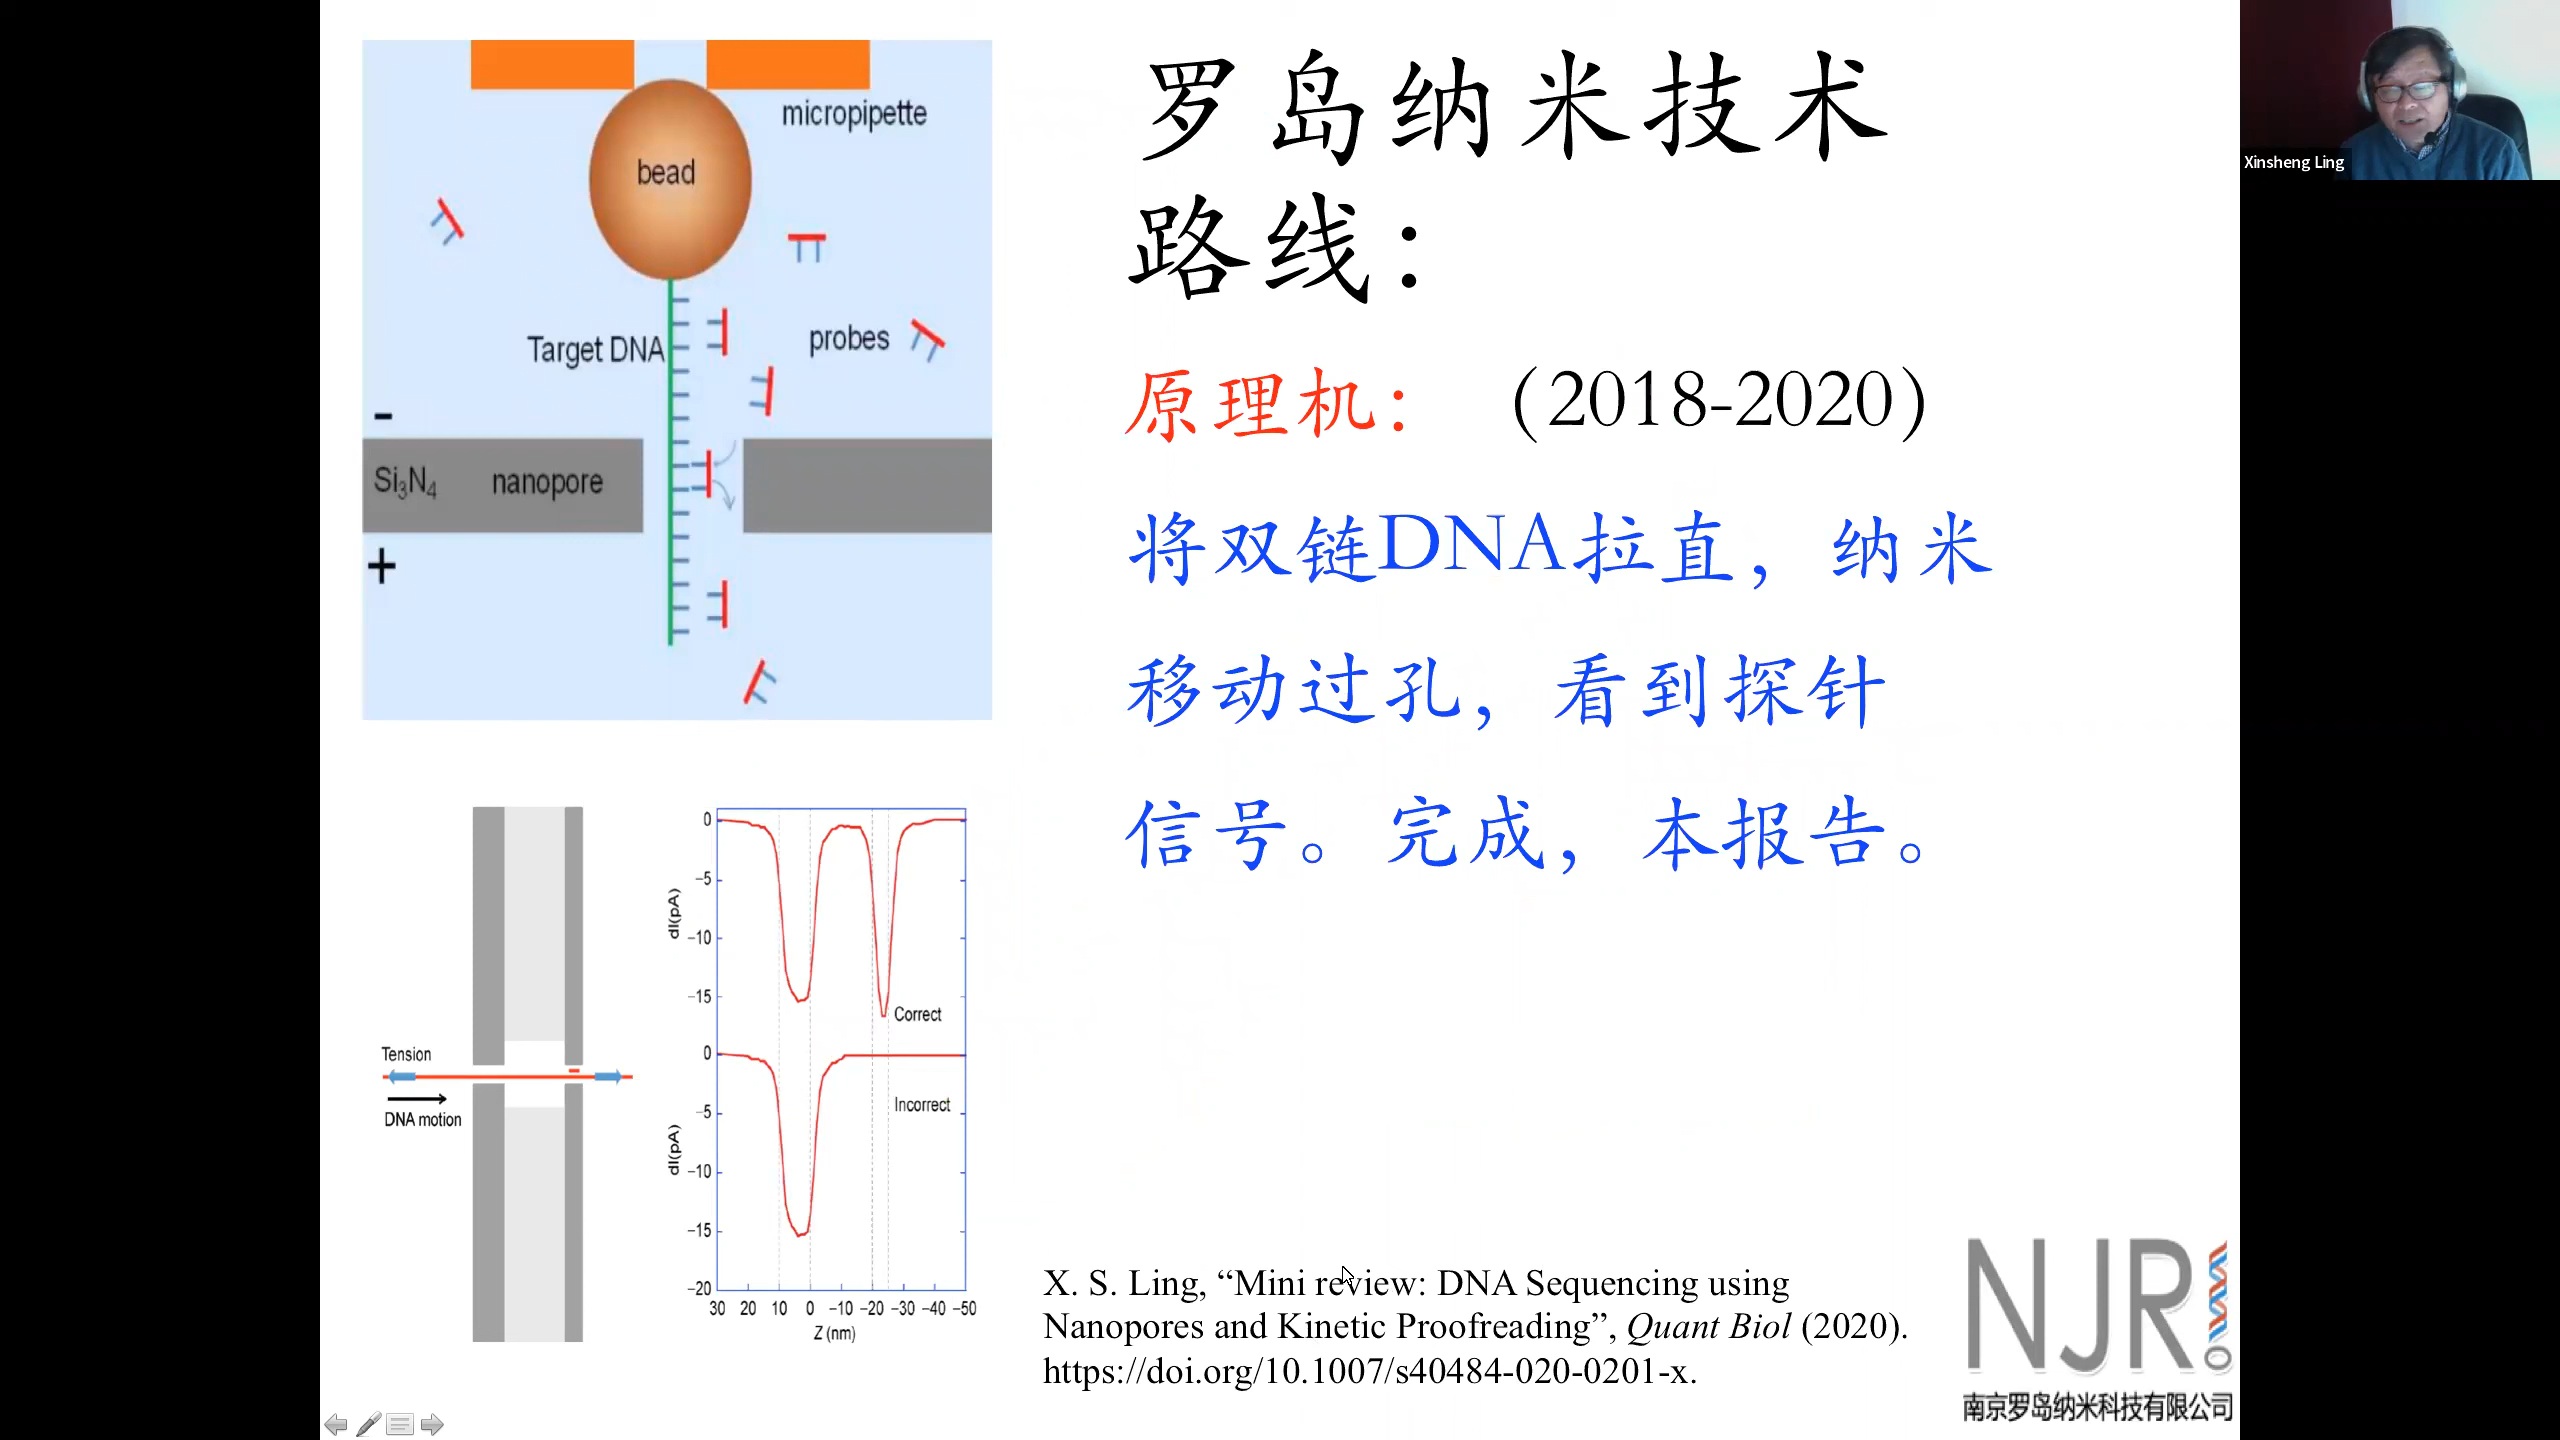 micropipette
bead
Target DNA
probes
-
Si₃N₄ nanopore
+
罗岛纳米技术
路线：
原理机： （2018-2020）
将双链DNA拉直，纳米
移动过孔，看到探针
信号。完成，本报告。
Xinsheng Ling
Tension
DNA motion
0
-5
-10
-15
dI(pA)
Correct
0
-5
-10
-15
-20
dI(pA)
Incorrect
30 20 10 0 -10 -20 -30 -40 -50
Z (nm)
X. S. Ling, “Mini review: DNA Sequencing using
Nanopores and Kinetic Proofreading”, Quant Biol (2020).
https://doi.org/10.1007/s40484-020-0201-x.
NJR
南京罗岛纳米科技有限公司